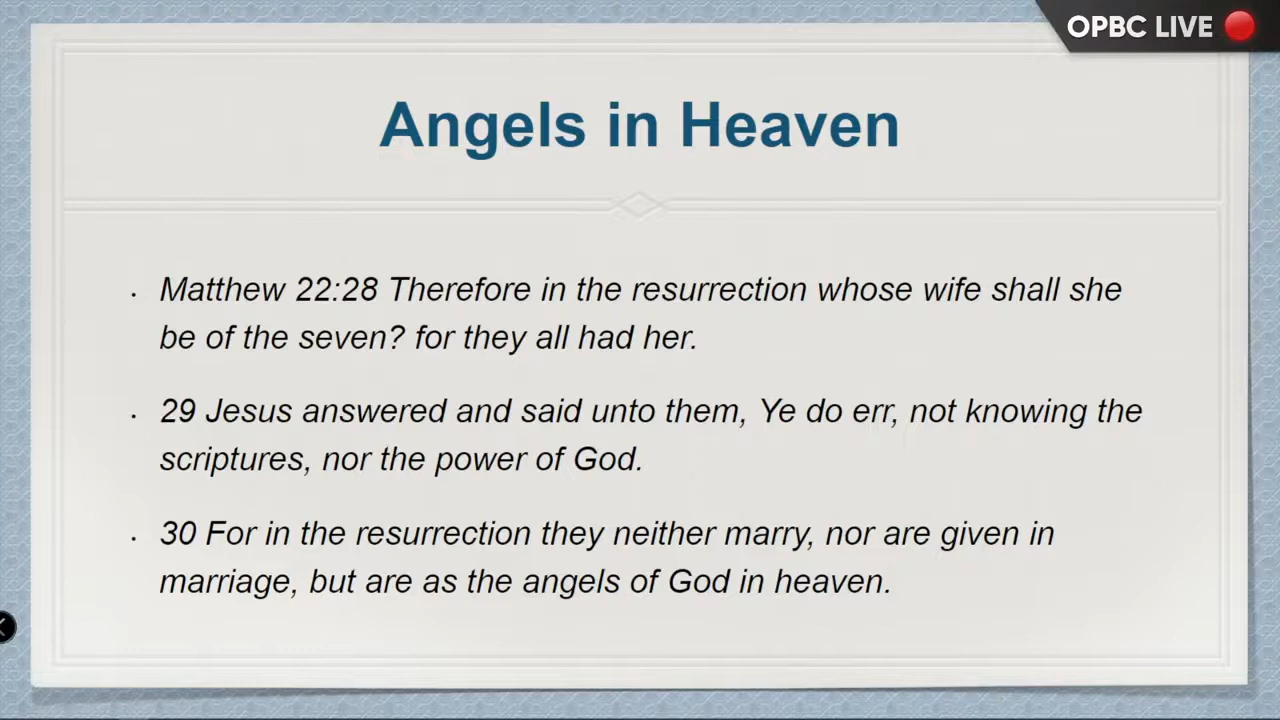 OPBC LIVE
Angels in Heaven
Matthew 22:28 Therefore in the resurrection whose wife shall she
be of the seven? for they all had her.
29 Jesus answered and said unto them, Ye do err, not knowing the
scriptures, nor the power of God.
30 For in the resurrection they neither marry, nor are given in
marriage, but are as the angels of God in heaven.